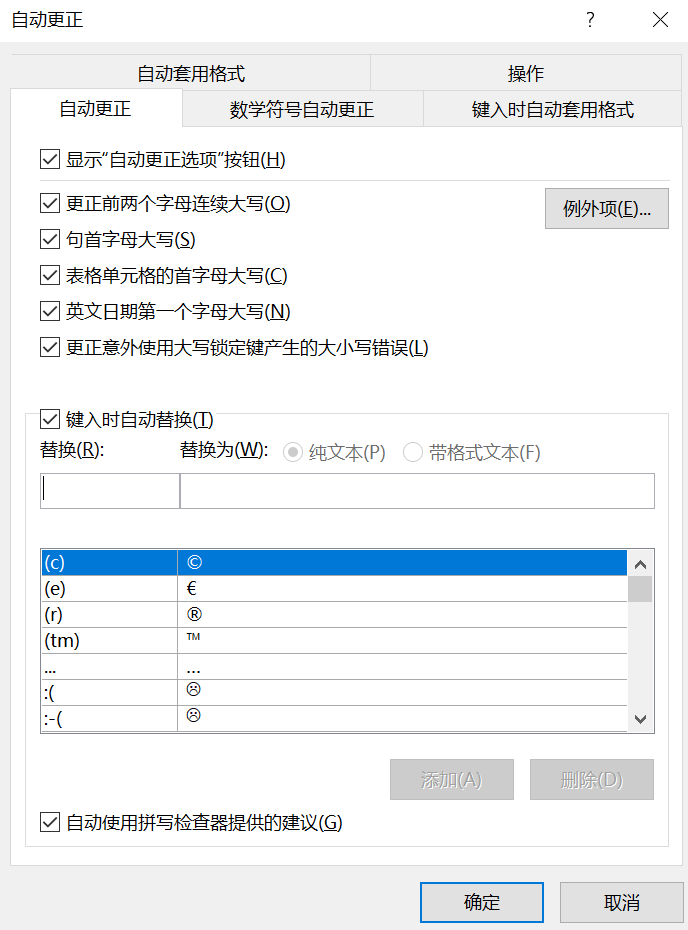 自动更正 ?
自动套用格式 操作
自动更正 数学符号自动更正 键入时自动套用格式
显示“自动更正选项”按钮(H)
更正前两个字母连续大写(O) 例外项(E)...
句首字母大写(S)
表格单元格的首字母大写(C)
英文日期第一个字母大写(N)
更正意外使用大写锁定键产生的大小写错误(L)
键入时自动替换(T)
替换(R): 替换为(W): 纯文本(P) 带格式文本(F)
(c) ©
(e) €
(r) ®
(tm) ™
... …
:( ☹
:-( ☹
添加(A) 删除(D)
自动使用拼写检查器提供的建议(G)
确定 取消